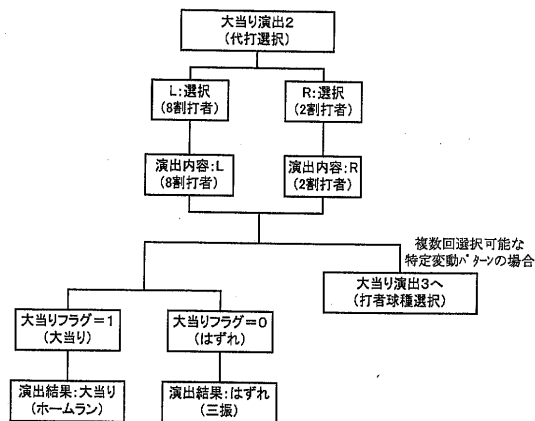 大当り演出2
(代打選択)
L:選択
(8割打者)
R:選択
(2割打者)
演出内容:L
(8割打者)
演出内容:R
(2割打者)
複数回選択可能な
特定変動パターンの場合
大当り演出3へ
(打者球種選択)
大当りフラグ=1
(大当り)
大当りフラグ=0
(はずれ)
演出結果:大当り
(ホームラン)
演出結果:はずれ
(三振)